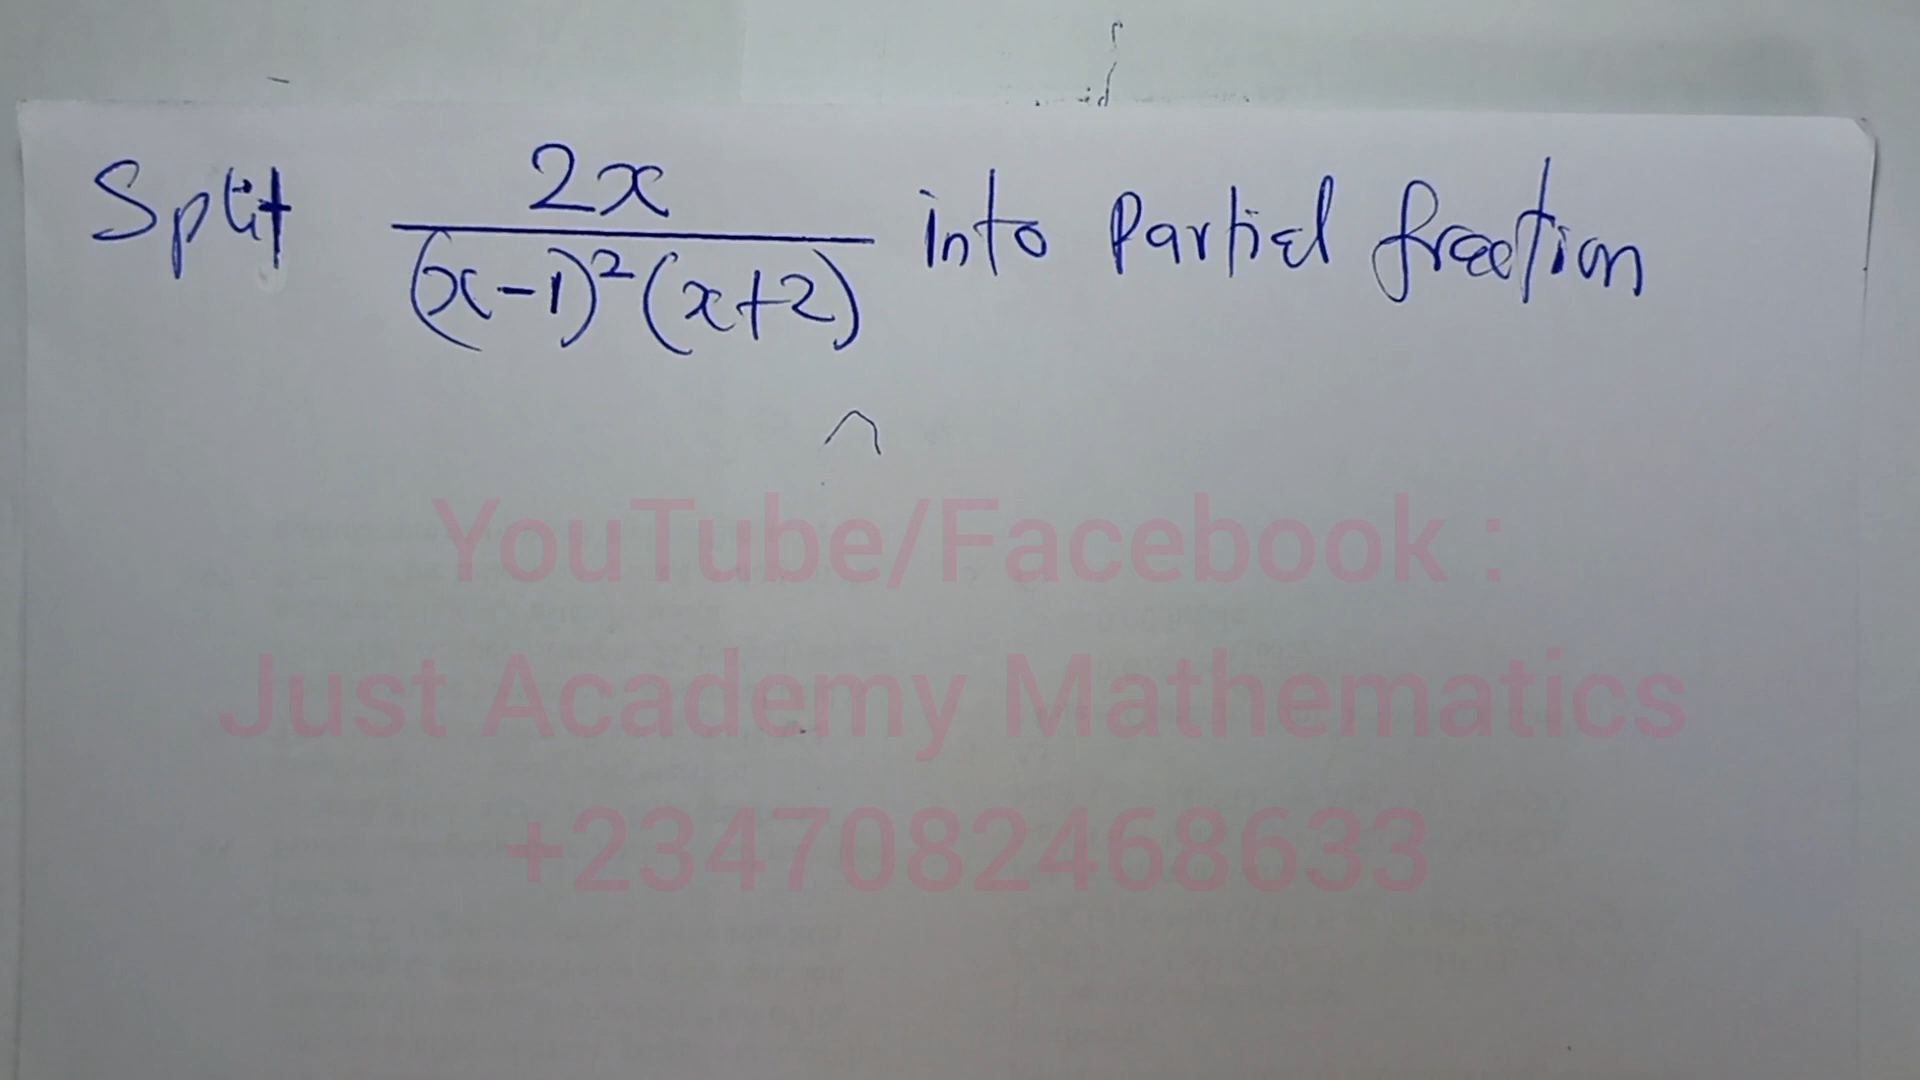 Split 2x / (x-1)²(x+2) into Partial fraction
YouTube/Facebook :
Just Academy Mathematics
+2347082468633